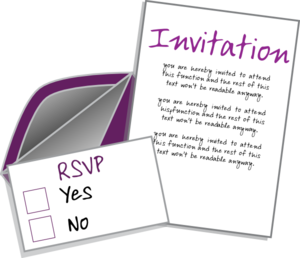 Invitation
you are hereby invited to attend
this function and the rest of this
text won't be readable anyway.
you are hereby invited to attend
this function and the rest of this
text won't be readable anyway.
you are hereby invited to attend
this function and the rest of this
text won't be readable anyway.
RSVP
Yes
No